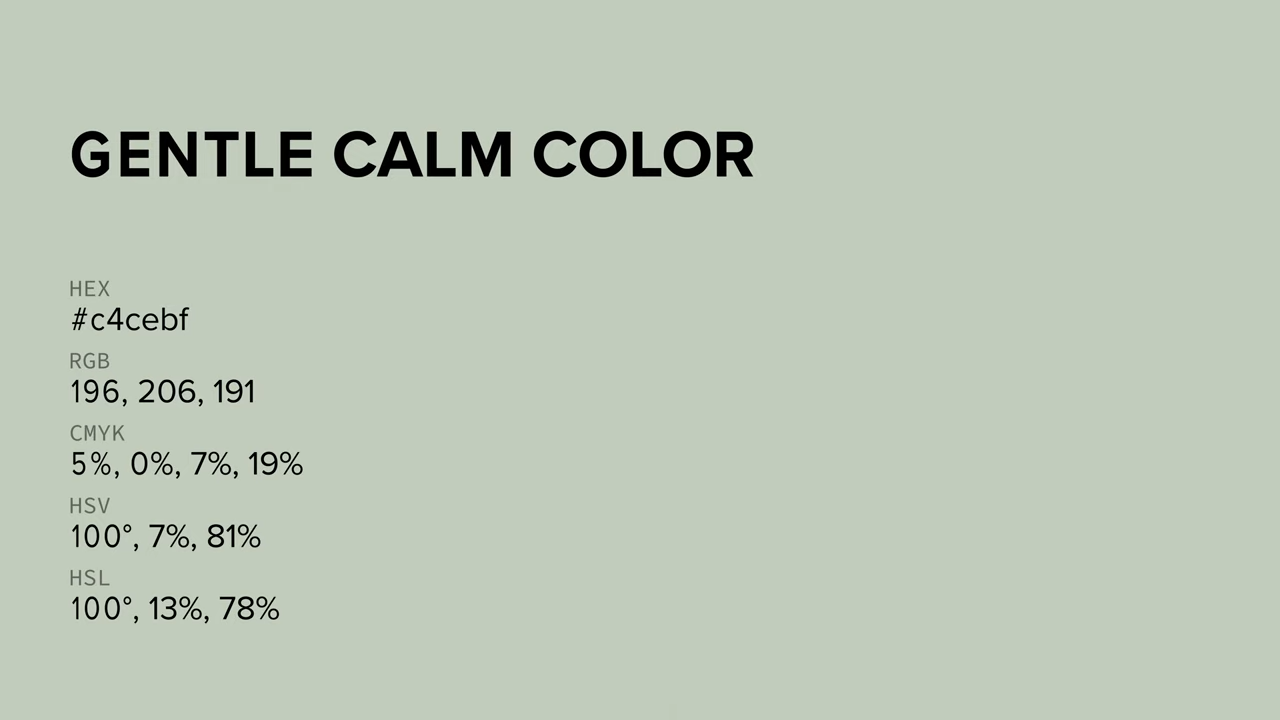 GENTLE CALM COLOR
HEX
#c4cebf
RGB
196, 206, 191
CMYK
5%, 0%, 7%, 19%
HSV
100°, 7%, 81%
HSL
100°, 13%, 78%